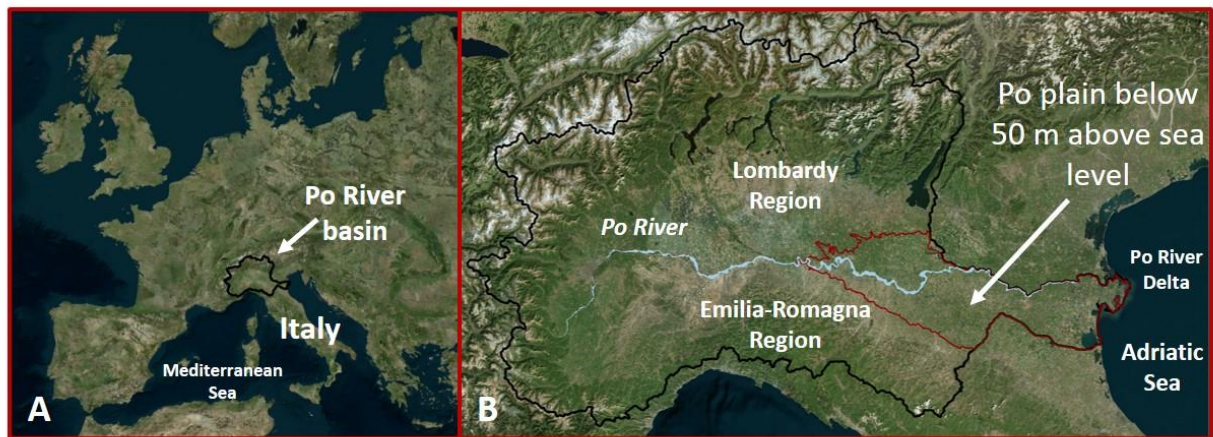 Po River
basin
Italy
Mediterranean
Sea
A
Po plain below
50 m above sea
level
Lombardy
Region
Po River
Po River
Delta
Emilia-Romagna
Region
Adriatic
Sea
B